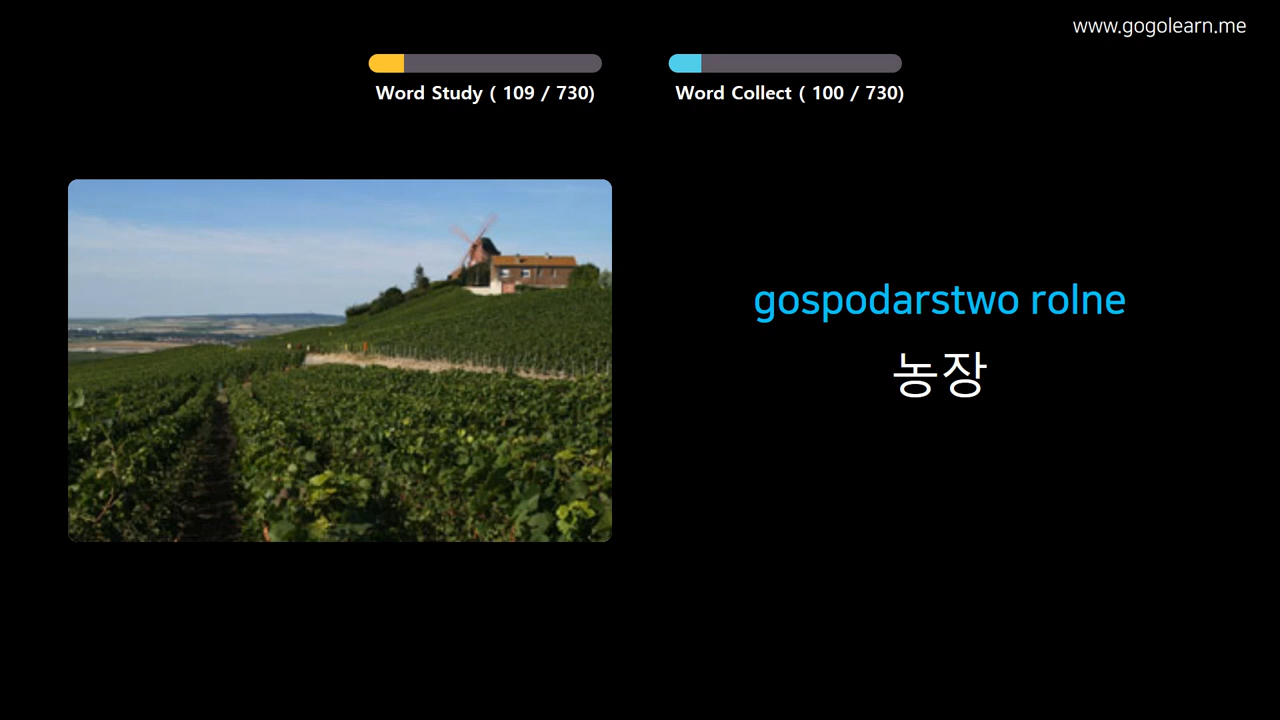 www.gogolearn.me
Word Study ( 109 / 730)
Word Collect ( 100 / 730)
gospodarstwo rolne
농장